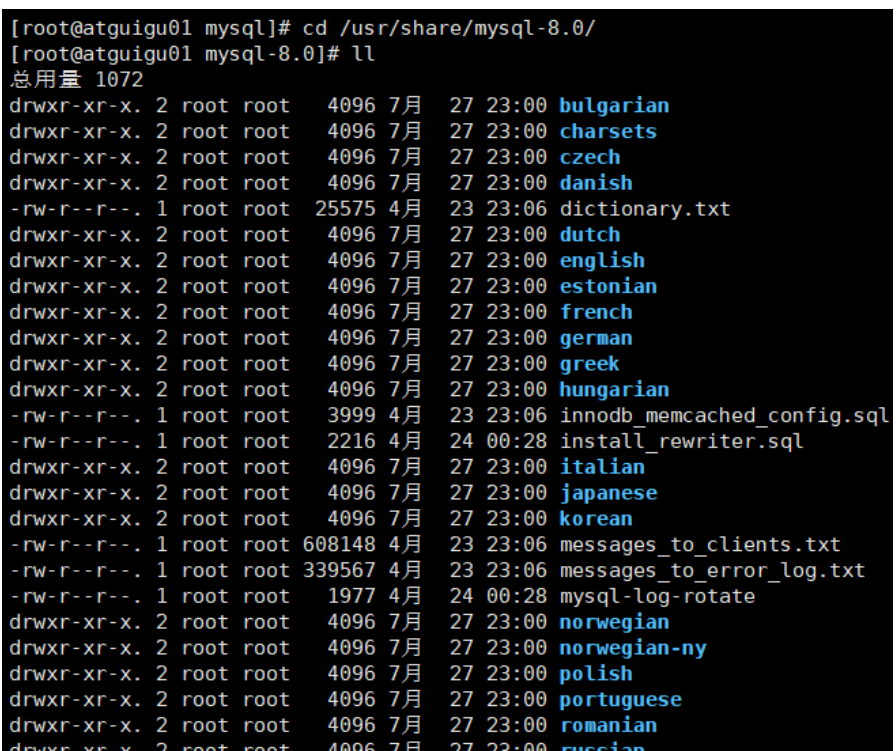 [root@atguigu01 mysql]# cd /usr/share/mysql-8.0/
[root@atguigu01 mysql-8.0]# ll
总用量 1072
drwxr-xr-x. 2 root root   4096 7月  27 23:00 bulgarian
drwxr-xr-x. 2 root root   4096 7月  27 23:00 charsets
drwxr-xr-x. 2 root root   4096 7月  27 23:00 czech
drwxr-xr-x. 2 root root   4096 7月  27 23:00 danish
-rw-r--r--. 1 root root  25575 4月  23 23:06 dictionary.txt
drwxr-xr-x. 2 root root   4096 7月  27 23:00 dutch
drwxr-xr-x. 2 root root   4096 7月  27 23:00 english
drwxr-xr-x. 2 root root   4096 7月  27 23:00 estonian
drwxr-xr-x. 2 root root   4096 7月  27 23:00 french
drwxr-xr-x. 2 root root   4096 7月  27 23:00 german
drwxr-xr-x. 2 root root   4096 7月  27 23:00 greek
drwxr-xr-x. 2 root root   4096 7月  27 23:00 hungarian
-rw-r--r--. 1 root root   3999 4月  23 23:06 innodb_memcached_config.sql
-rw-r--r--. 1 root root   2216 4月  24 00:28 install_rewriter.sql
drwxr-xr-x. 2 root root   4096 7月  27 23:00 italian
drwxr-xr-x. 2 root root   4096 7月  27 23:00 japanese
drwxr-xr-x. 2 root root   4096 7月  27 23:00 korean
-rw-r--r--. 1 root root 608148 4月  23 23:06 messages_to_clients.txt
-rw-r--r--. 1 root root 339567 4月  23 23:06 messages_to_error_log.txt
-rw-r--r--. 1 root root   1977 4月  24 00:28 mysql-log-rotate
drwxr-xr-x. 2 root root   4096 7月  27 23:00 norwegian
drwxr-xr-x. 2 root root   4096 7月  27 23:00 norwegian-ny
drwxr-xr-x. 2 root root   4096 7月  27 23:00 polish
drwxr-xr-x. 2 root root   4096 7月  27 23:00 portuguese
drwxr-xr-x. 2 root root   4096 7月  27 23:00 romanian
drwxr-xr-x. 2 root root   4096 7月  27 23:00 russian